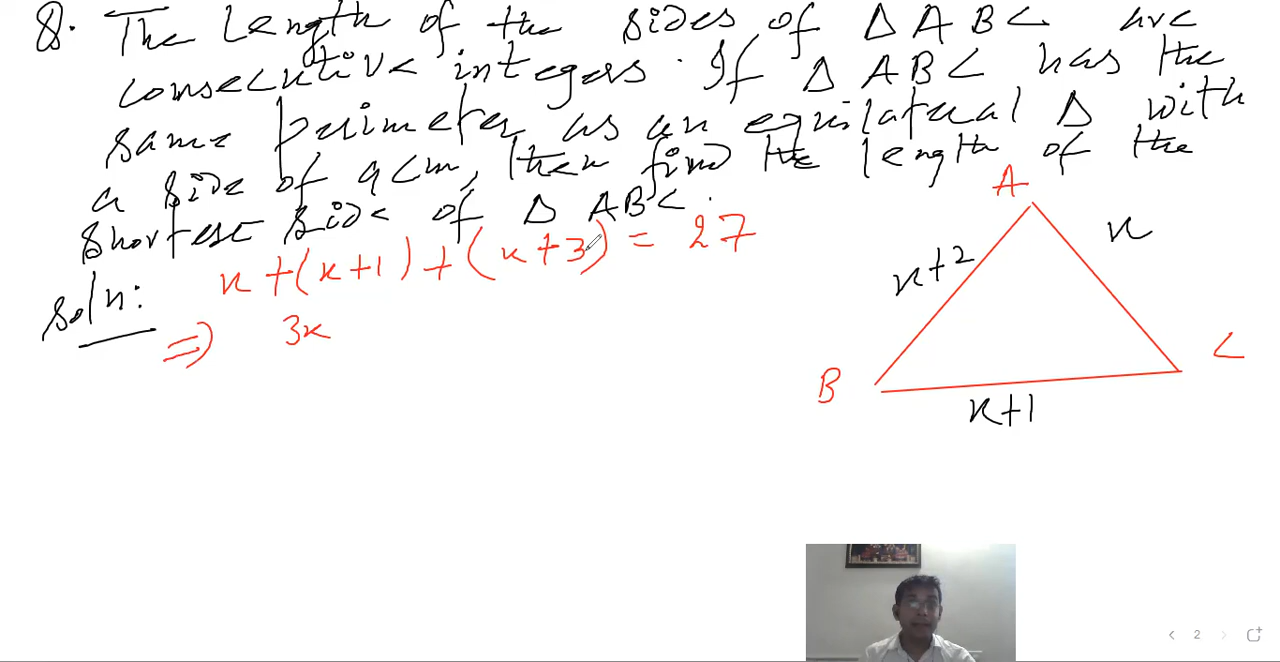 Q. The Length of the sides of Δ ABC are
consecutive integers. If Δ ABC has the
same perimeter as an equilateral Δ with
a side of 9cm, then find the length of the
shortest side of Δ ABC.
soln: x + (x+1) + (x+3) = 27
⇒ 3x
A
x+2
x
B
C
x+1
2